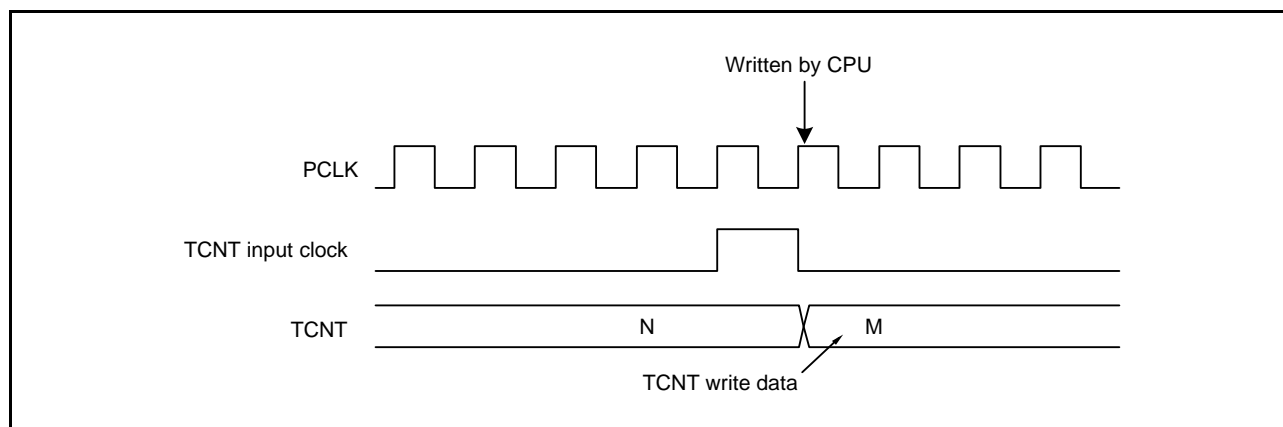 Written by CPU
PCLK
TCNT input clock
TCNT
N
M
TCNT write data